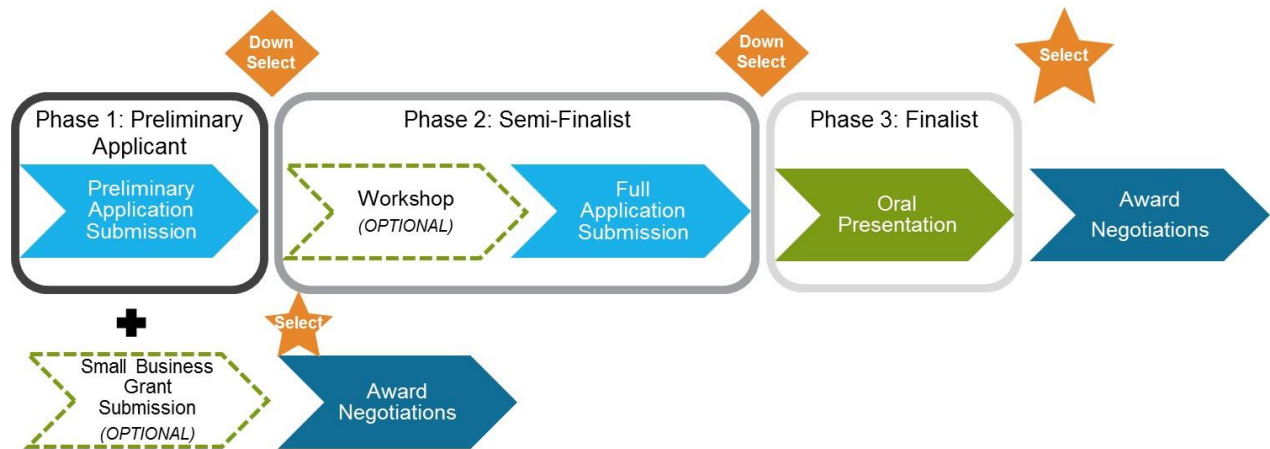 Down
Select
Down
Select
Select
Phase 1: Preliminary
Applicant
Preliminary
Application
Submission
Phase 2: Semi-Finalist
Workshop
(OPTIONAL)
Full
Application
Submission
Phase 3: Finalist
Oral
Presentation
Award
Negotiations
Small Business
Grant
Submission
(OPTIONAL)
Select
Award
Negotiations